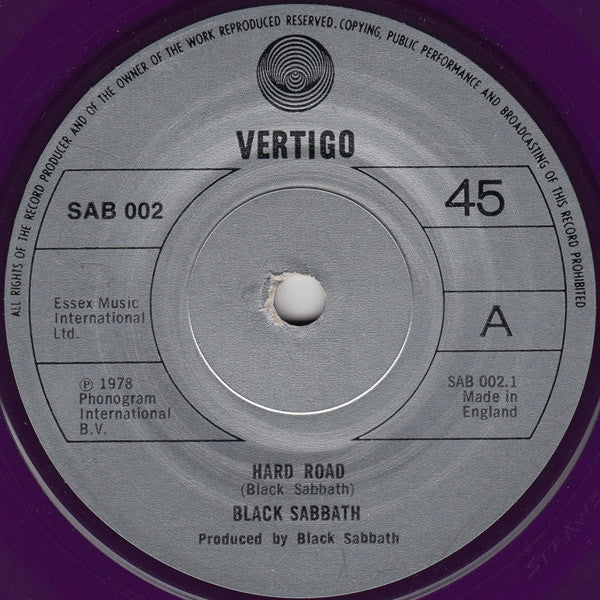 ALL RIGHTS OF THE RECORD PRODUCER AND OF THE OWNER OF THE WORK REPRODUCED RESERVED. COPYING, PUBLIC PERFORMANCE AND BROADCASTING OF THIS RECORD PROHIBITED
VERTIGO
SAB 002
45
Essex Music
International
Ltd.
A
℗ 1978
Phonogram
International
B.V.
SAB 002.1
Made in
England
HARD ROAD
(Black Sabbath)
BLACK SABBATH
Produced by Black Sabbath